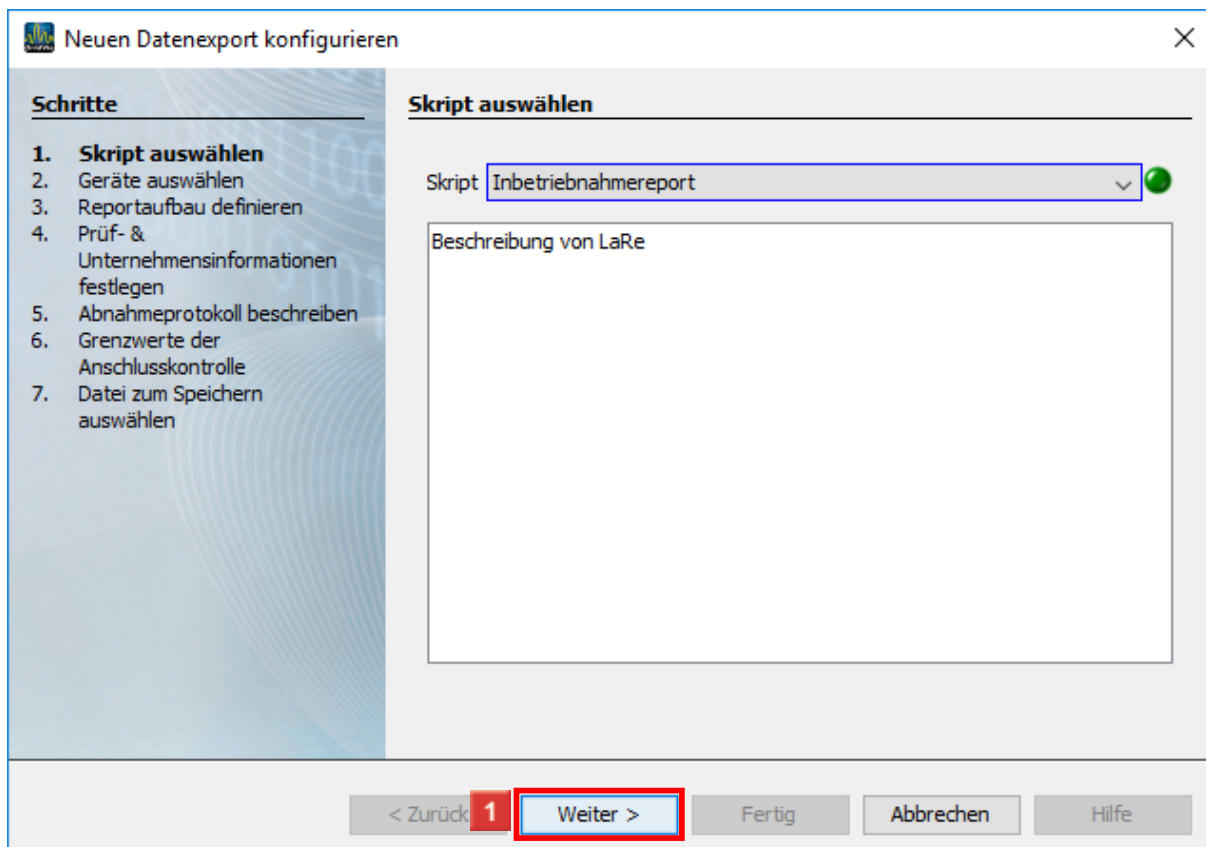 Neuen Datenexport konfigurieren
Schritte
1. Skript auswählen
2. Geräte auswählen
3. Reportaufbau definieren
4. Prüf- &
Unternehmensinformationen
festlegen
5. Abnahmeprotokoll beschreiben
6. Grenzwerte der
Anschlusskontrolle
7. Datei zum Speichern
auswählen
Skript auswählen
Skript Inbetriebnahmereport
Beschreibung von LaRe
< Zurück 1 Weiter > Fertig Abbrechen Hilfe